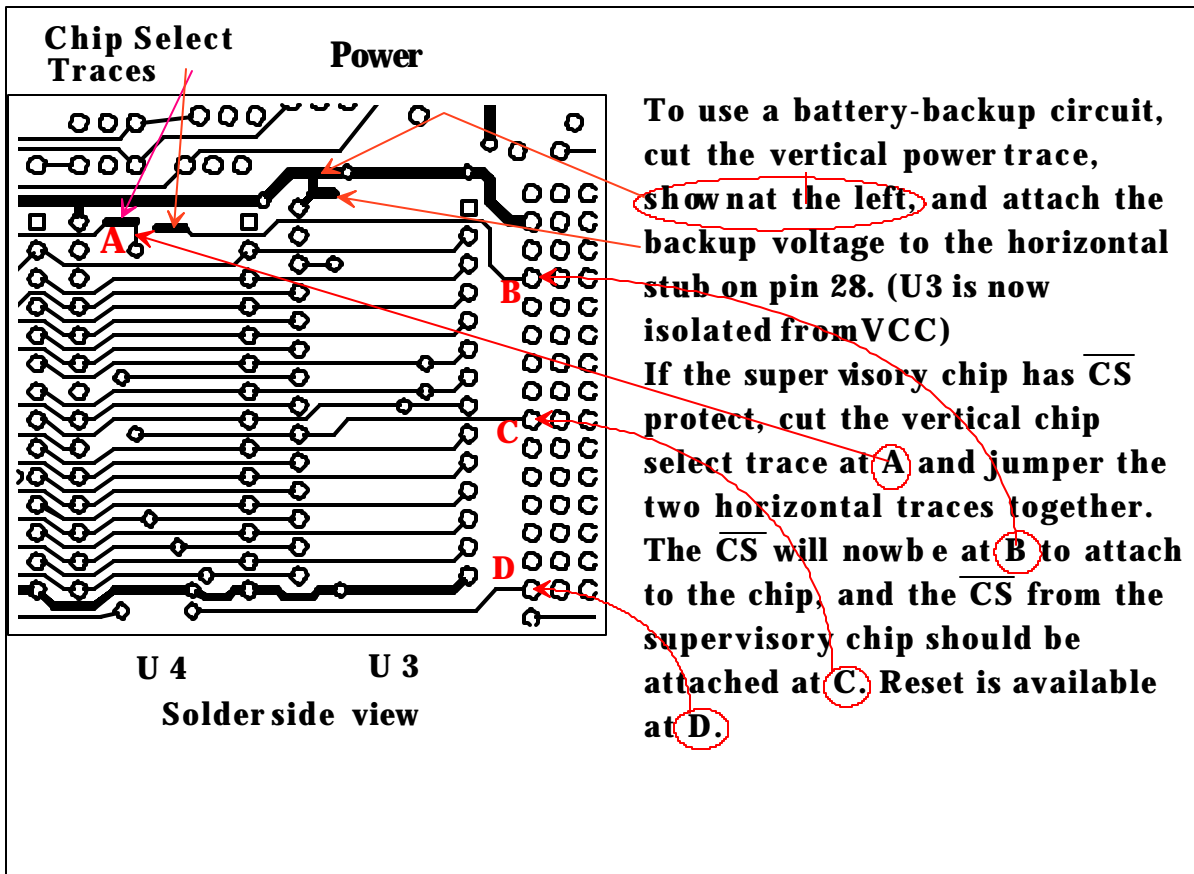 Chip Select
Traces
Power
A
B
C
D
U 4
U 3
Solder side view
To use a battery-backup circuit,
cut the vertical power trace,
shown at the left, and attach the
backup voltage to the horizontal
stub on pin 28. (U3 is now
isolated from VCC)
If the supervisory chip has C̅S̅
protect, cut the vertical chip
select trace at A and jumper the
two horizontal traces together.
The C̅S̅ will now be at B to attach
to the chip, and the C̅S̅ from the
supervisory chip should be
attached at C. Reset is available
at D.